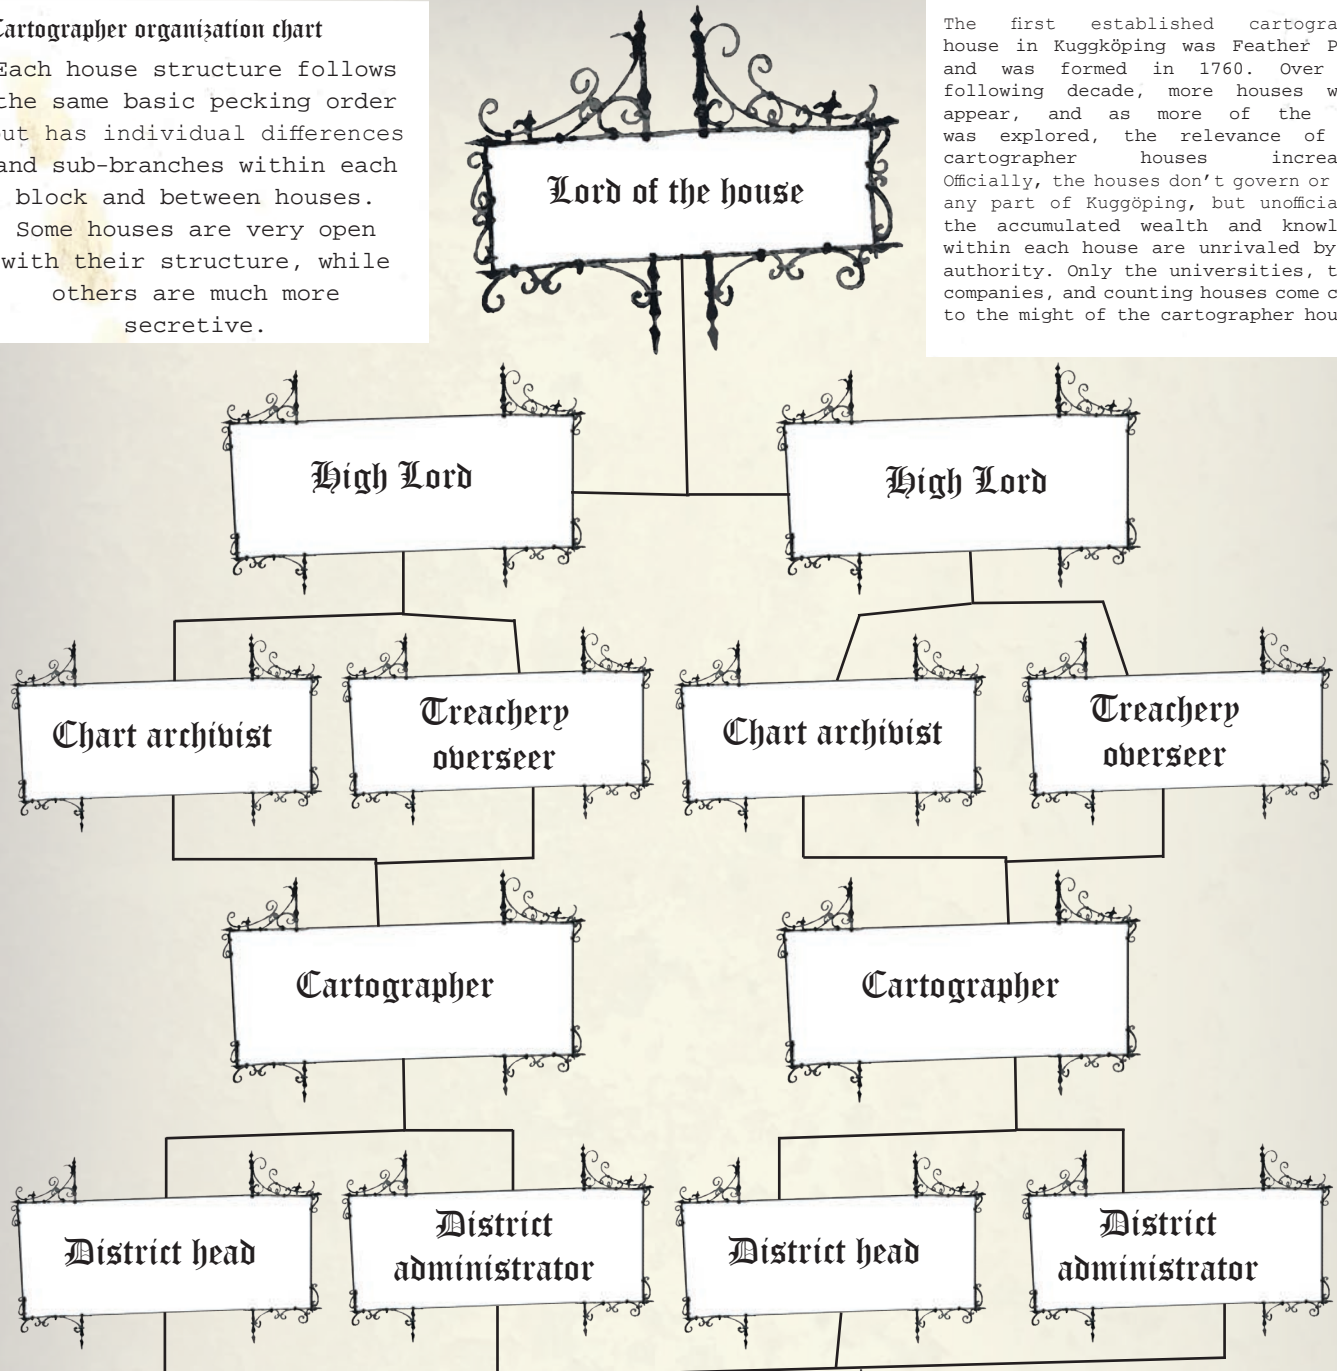 Cartographer organization chart
Each house structure follows
the same basic pecking order
but has individual differences
and sub-branches within each
block and between houses.
Some houses are very open
with their structure, while
others are much more
secretive.
The first established cartogra
house in Kuggköping was Feather P
and was formed in 1760. Over
following decade, more houses w
appear, and as more of the
was explored, the relevance of
cartographer houses increa
Officially, the houses don't govern or
any part of Kuggöping, but unofficia
the accumulated wealth and knowl
within each house are unrivaled by
authority. Only the universities, t
companies, and counting houses come c
to the might of the cartographer hou
Lord of the house
High Lord
High Lord
Chart archivist
Treachery
overseer
Chart archivist
Treachery
overseer
Cartographer
Cartographer
District head
District
administrator
District head
District
administrator